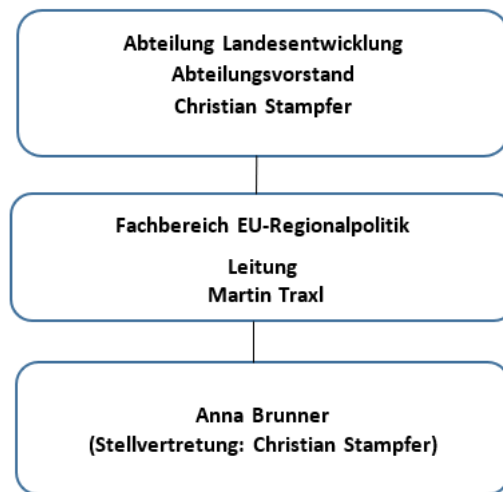 Abteilung Landesentwicklung
Abteilungsvorstand
Christian Stampfer
Fachbereich EU-Regionalpolitik
Leitung
Martin Traxl
Anna Brunner
(Stellvertretung: Christian Stampfer)